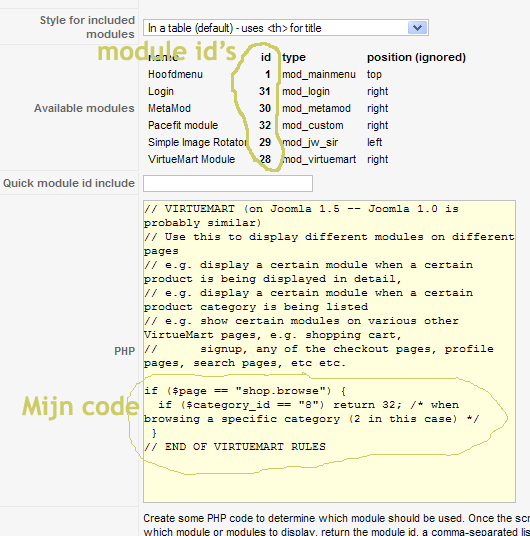 Style for included modules
In a table (default) - uses <th> for title
module id's
name id type position (ignored)
Hoofdmenu 1 mod_mainmenu top
Login 31 mod_login right
MetaMod 30 mod_metamod right
Available modules
Pacefit module 32 mod_custom right
Simple Image Rotator 29 mod_jw_sir left
VirtueMart Module 28 mod_virtuemart right
Quick module id include
PHP
// VIRTUEMART (on Joomla 1.5 -- Joomla 1.0 is
probably similar)
// Use this to display different modules on different
pages
// e.g. display a certain module when a certain
product is being displayed in detail,
// e.g. display a certain module when a certain
product category is being listed
// e.g. show certain modules on various other
VirtueMart pages, e.g. shopping cart,
// signup, any of the checkout pages, profile
pages, search pages, etc etc.
Mijn code
if ($page == "shop.browse") {
if ($category_id == "8") return 32; /* when
browsing a specific category (2 in this case) */
}
// END OF VIRTUEMART RULES
Create some PHP code to determine which module should be used. Once the scr
which module or modules to display, return the module id, a comma-separated lis